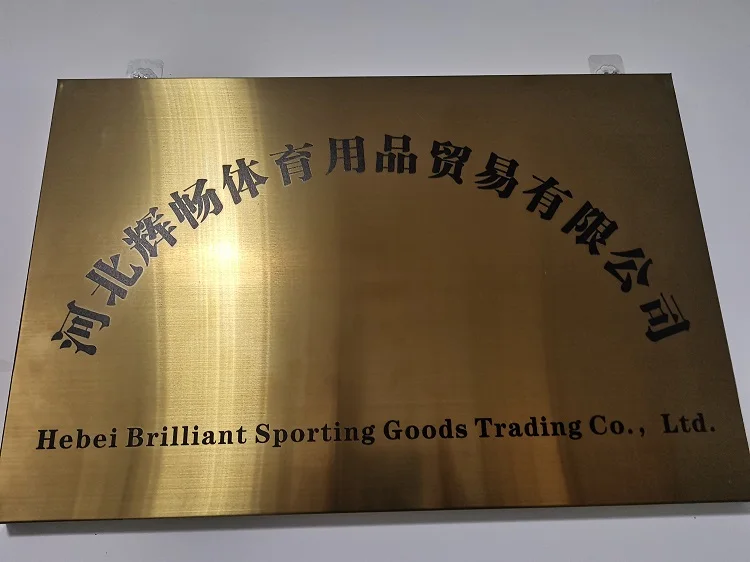 河北辉畅体育用品贸易有限公司
Hebei Brilliant Sporting Goods Trading Co.，Ltd.